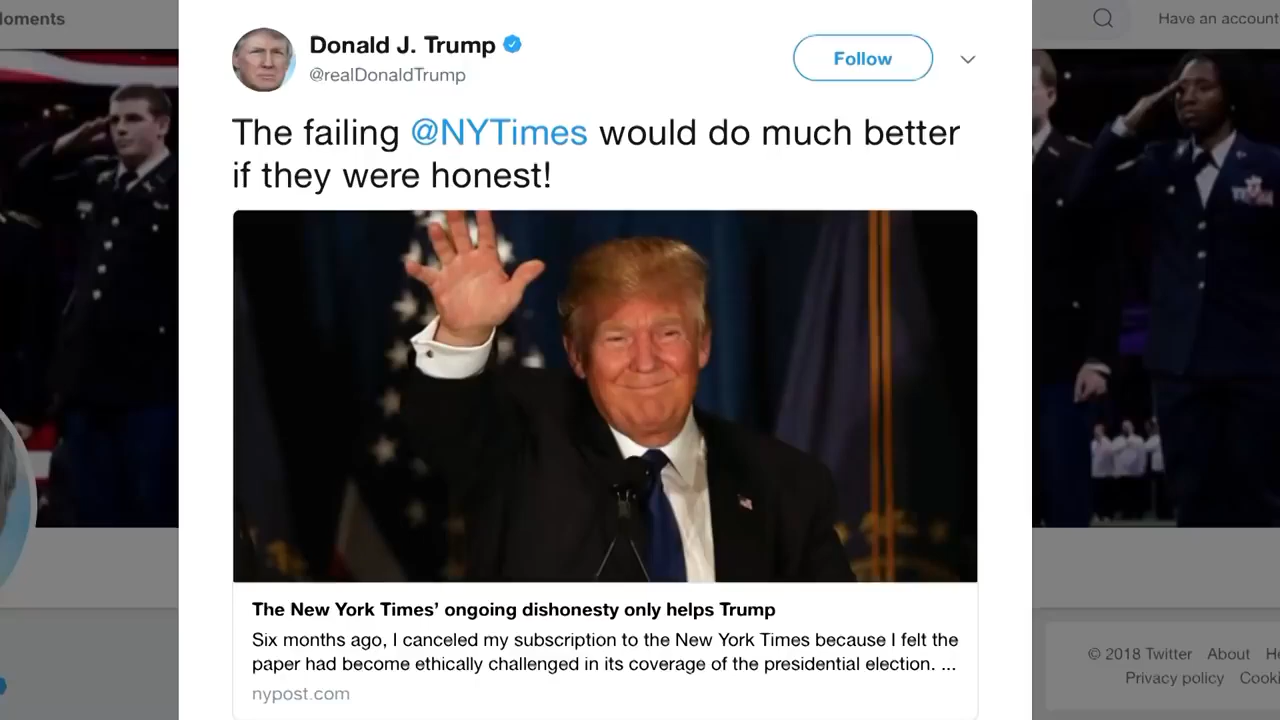 loments
Have an account
Donald J. Trump
@realDonaldTrump
Follow
The failing @NYTimes would do much better
if they were honest!
The New York Times’ ongoing dishonesty only helps Trump
Six months ago, I canceled my subscription to the New York Times because I felt the
paper had become ethically challenged in its coverage of the presidential election. ...
nypost.com
© 2018 Twitter About He
Privacy policy Cooki